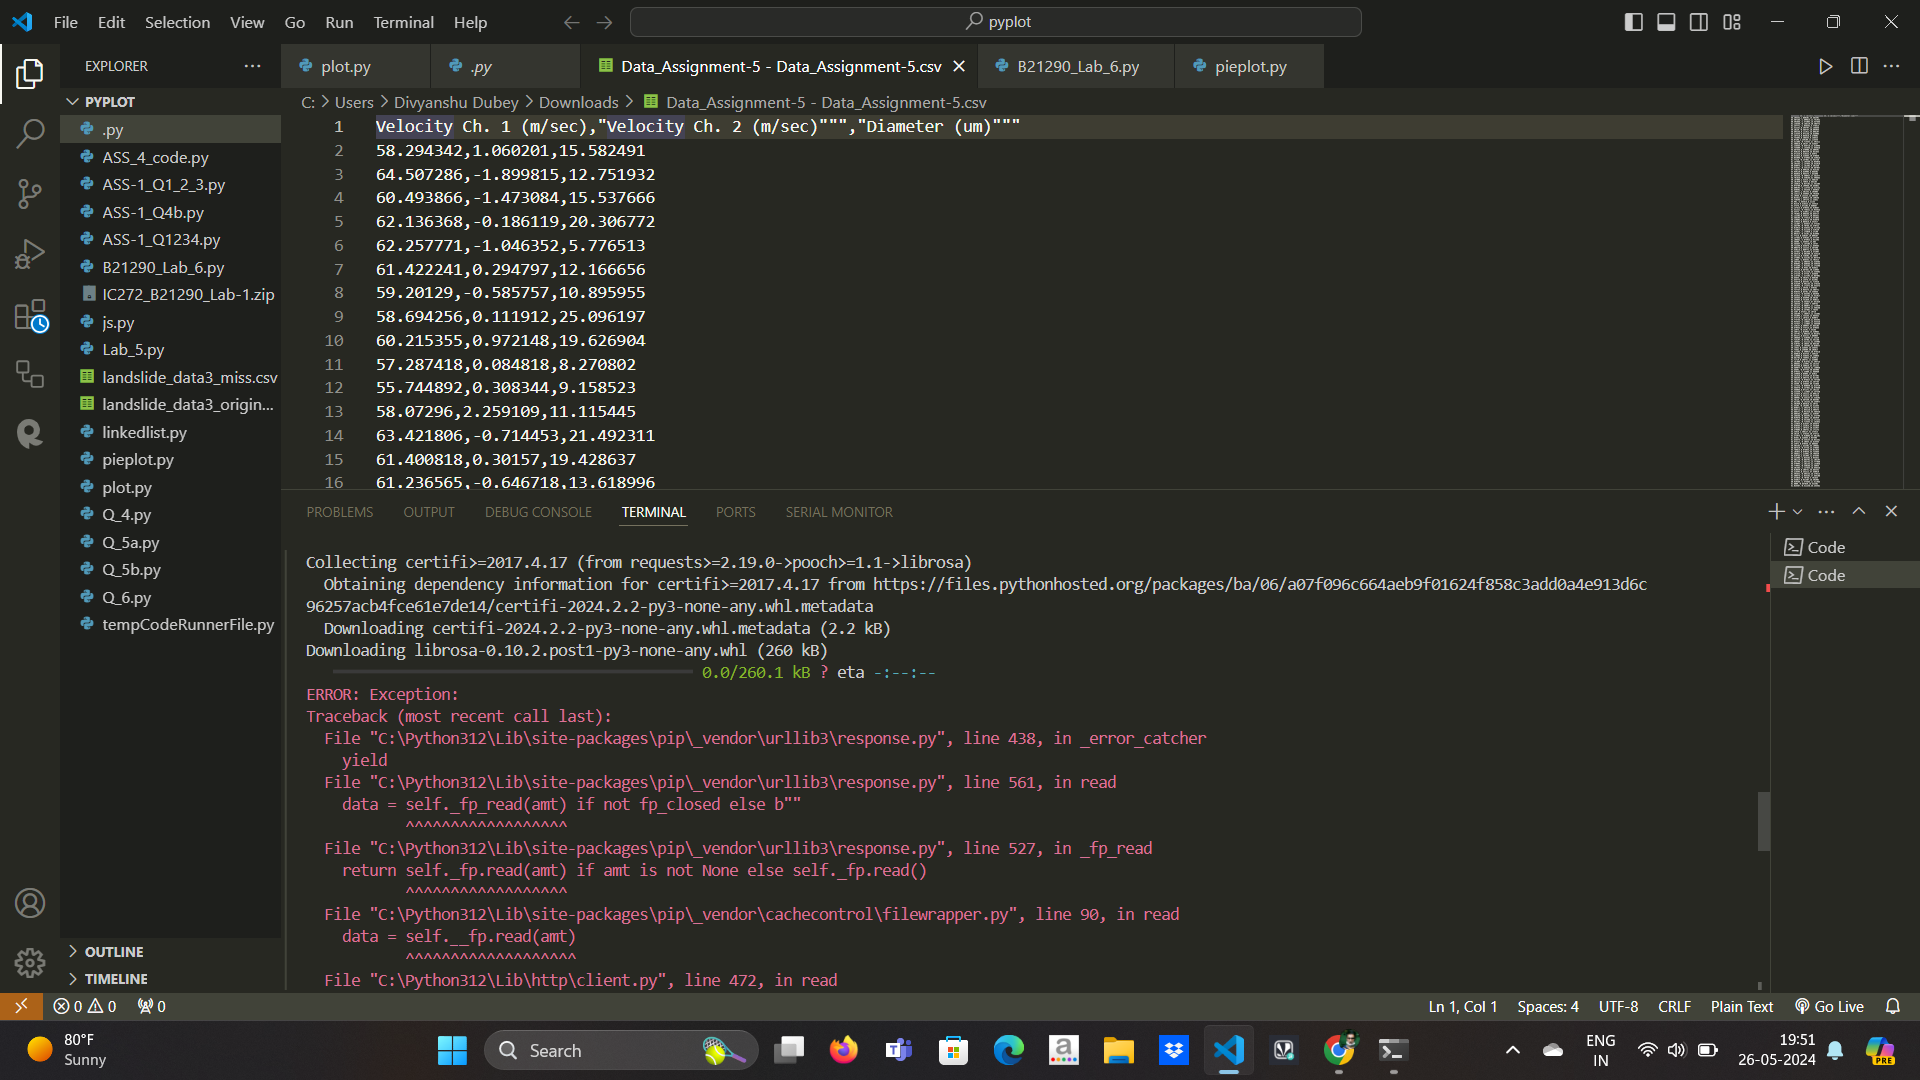 File Edit Selection View Go Run Terminal Help
pyplot
EXPLORER
plot.py
.py
Data_Assignment-5 - Data_Assignment-5.csv
B21290_Lab_6.py
pieplot.py
PYPLOT
.py
ASS_4_code.py
ASS-1_Q1_2_3.py
ASS-1_Q4b.py
ASS-1_Q1234.py
B21290_Lab_6.py
IC272_B21290_Lab-1.zip
js.py
Lab_5.py
landslide_data3_miss.csv
landslide_data3_origin...
linkedlist.py
pieplot.py
plot.py
Q_4.py
Q_5a.py
Q_5b.py
Q_6.py
tempCodeRunnerFile.py
OUTLINE
TIMELINE
C: > Users > Divyanshu Dubey > Downloads > Data_Assignment-5 - Data_Assignment-5.csv
1 Velocity Ch. 1 (m/sec),"Velocity Ch. 2 (m/sec)""","Diameter (um)"""
2 58.294342,1.060201,15.582491
3 64.507286,-1.899815,12.751932
4 60.493866,-1.473084,15.537666
5 62.136368,-0.186119,20.306772
6 62.257771,-1.046352,5.776513
7 61.422241,0.294797,12.166656
8 59.20129,-0.585757,10.895955
9 58.694256,0.111912,25.096197
10 60.215355,0.972148,19.626904
11 57.287418,0.084818,8.270802
12 55.744892,0.308344,9.158523
13 58.07296,2.259109,11.115445
14 63.421806,-0.714453,21.492311
15 61.400818,0.30157,19.428637
16 61.236565,-0.646718,13.618996
PROBLEMS OUTPUT DEBUG CONSOLE TERMINAL PORTS SERIAL MONITOR
Code
Code
Collecting certifi>=2017.4.17 (from requests>=2.19.0->pooch>=1.1->librosa)
Obtaining dependency information for certifi>=2017.4.17 from https://files.pythonhosted.org/packages/ba/06/a07f096c664aeb9f01624f858c3add0a4e913d6c
96257acb4fce61e7de14/certifi-2024.2.2-py3-none-any.whl.metadata
Downloading certifi-2024.2.2-py3-none-any.whl.metadata (2.2 kB)
Downloading librosa-0.10.2.post1-py3-none-any.whl (260 kB)
0.0/260.1 kB ? eta -:--:--
ERROR: Exception:
Traceback (most recent call last):
File "C:\Python312\Lib\site-packages\pip\_vendor\urllib3\response.py", line 438, in _error_catcher
yield
File "C:\Python312\Lib\site-packages\pip\_vendor\urllib3\response.py", line 561, in read
data = self._fp_read(amt) if not fp_closed else b""
^^^^^^^^^^^^^^^^^^
File "C:\Python312\Lib\site-packages\pip\_vendor\urllib3\response.py", line 527, in _fp_read
return self._fp.read(amt) if amt is not None else self._fp.read()
^^^^^^^^^^^^^^^^^^
File "C:\Python312\Lib\site-packages\pip\_vendor\cachecontrol\filewrapper.py", line 90, in read
data = self.__fp.read(amt)
^^^^^^^^^^^^^^^^^^^
File "C:\Python312\Lib\http\client.py", line 472, in read
0 0 0
Ln 1, Col 1 Spaces: 4 UTF-8 CRLF Plain Text Go Live
80°F
Sunny
Search
a
PRE
ENG
IN
19:51
26-05-2024